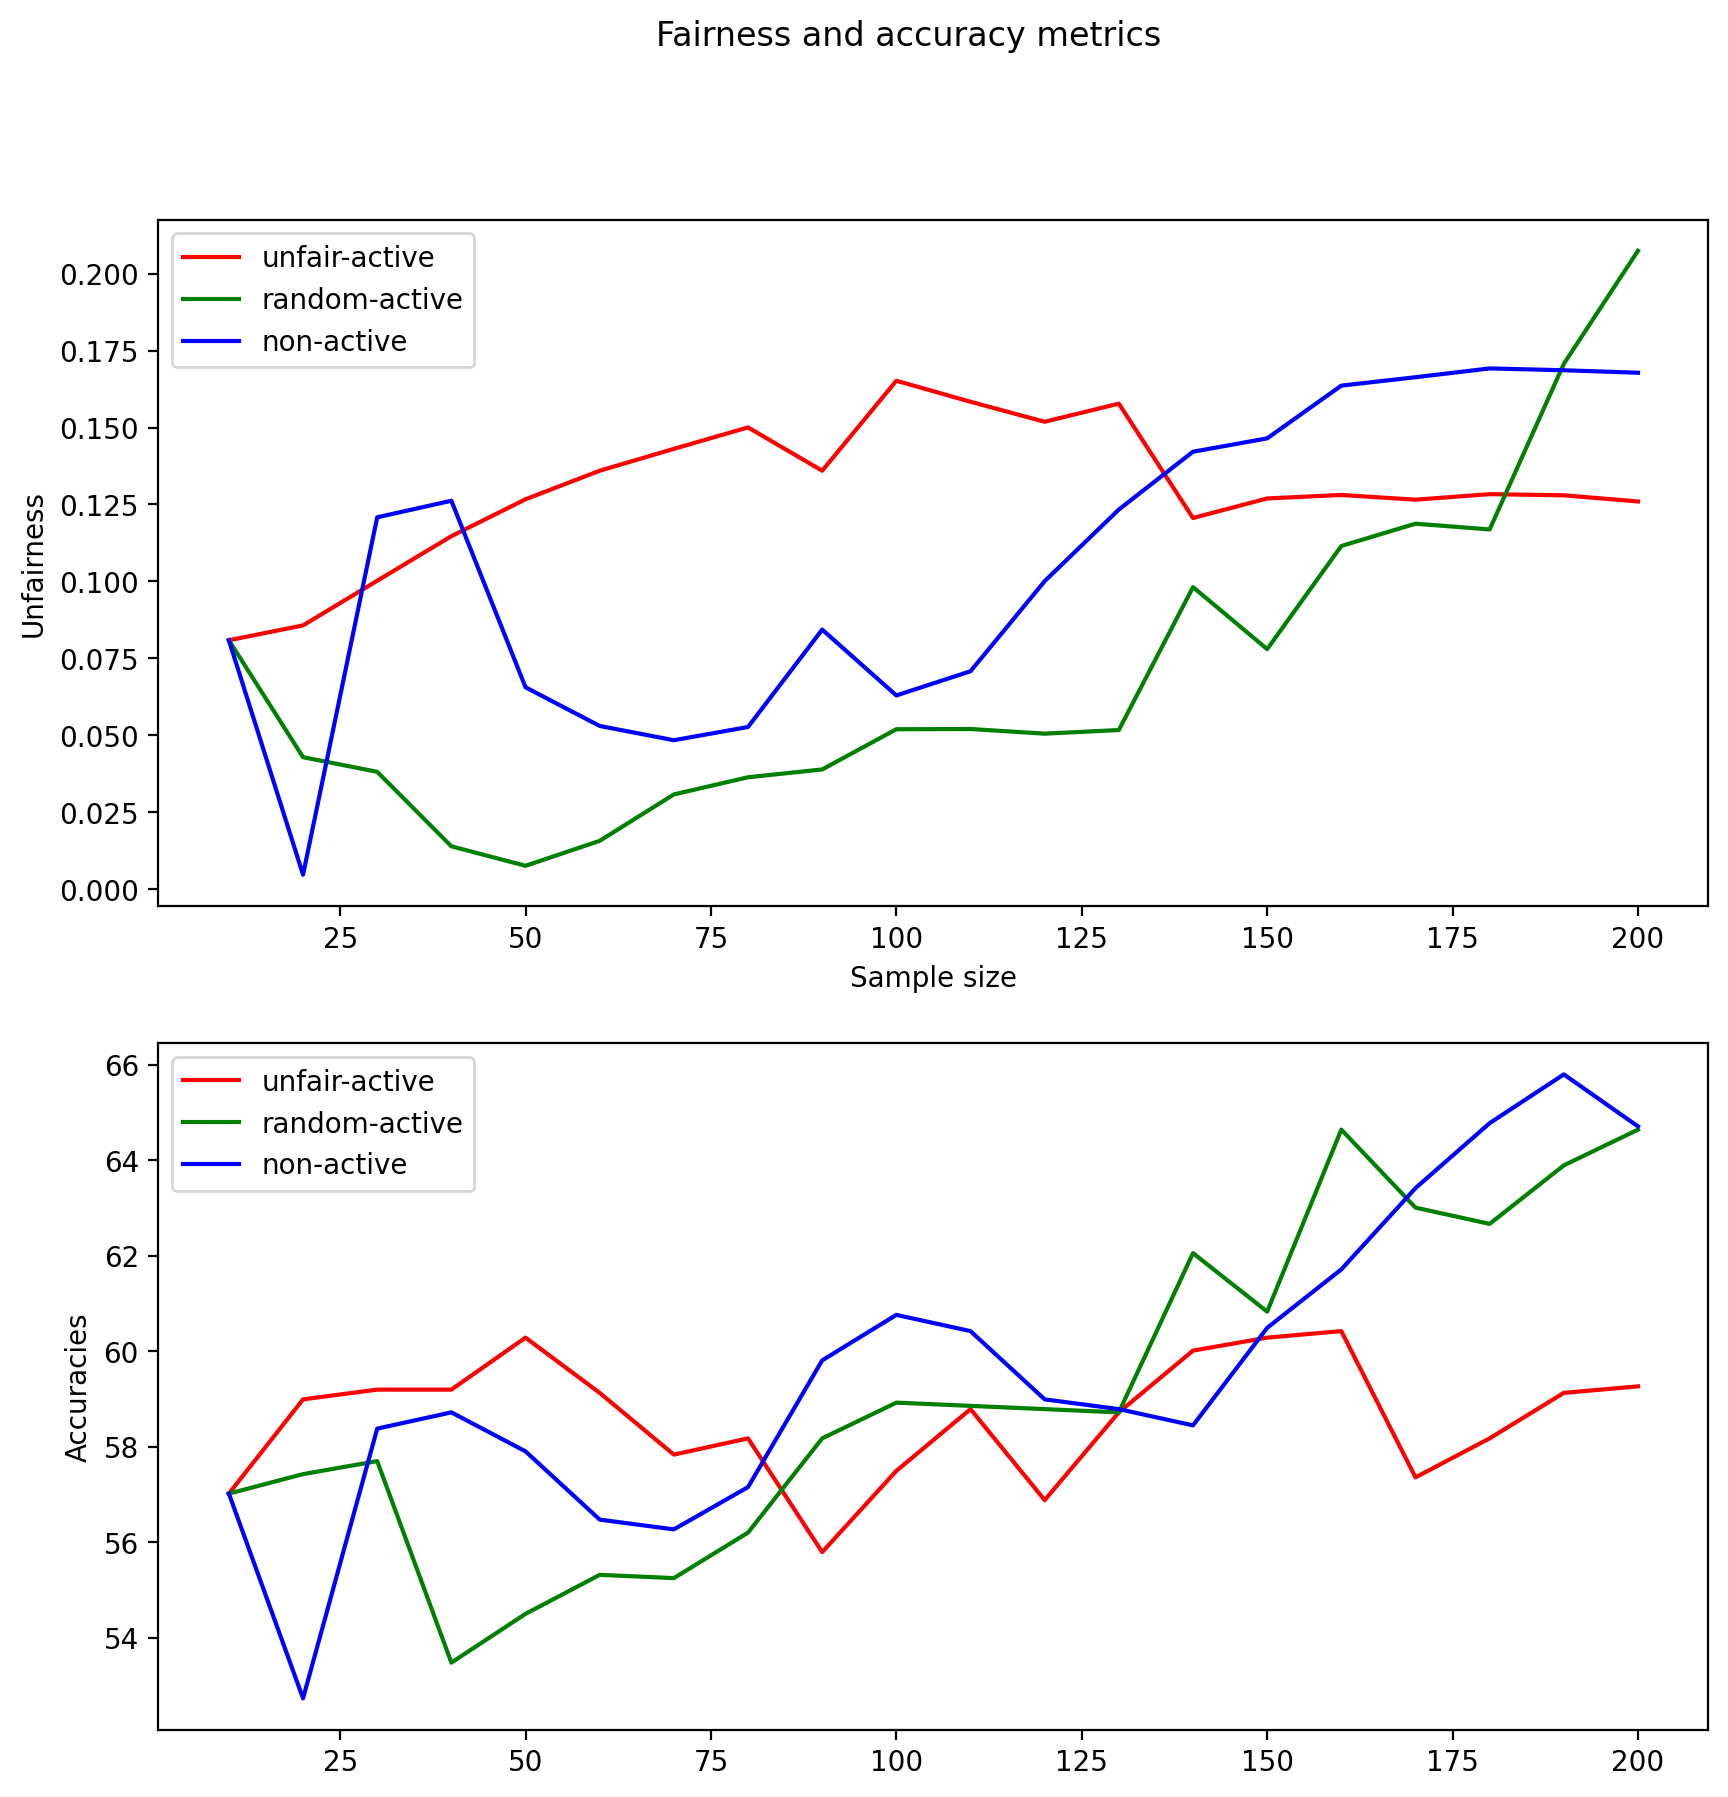 Fairness and accuracy metrics
unfair-active
random-active
non-active
0.200
0.175
0.150
0.125
0.100
0.075
0.050
0.025
0.000
Unfairness
25 50 75 100 125 150 175 200
Sample size
unfair-active
random-active
non-active
66
64
62
60
58
56
54
Accuracies
25 50 75 100 125 150 175 200